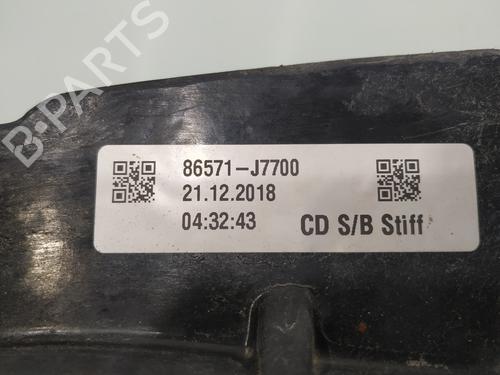 B-PARTS
86571-J7700
21.12.2018
04:32:43 CD S/B Stiff